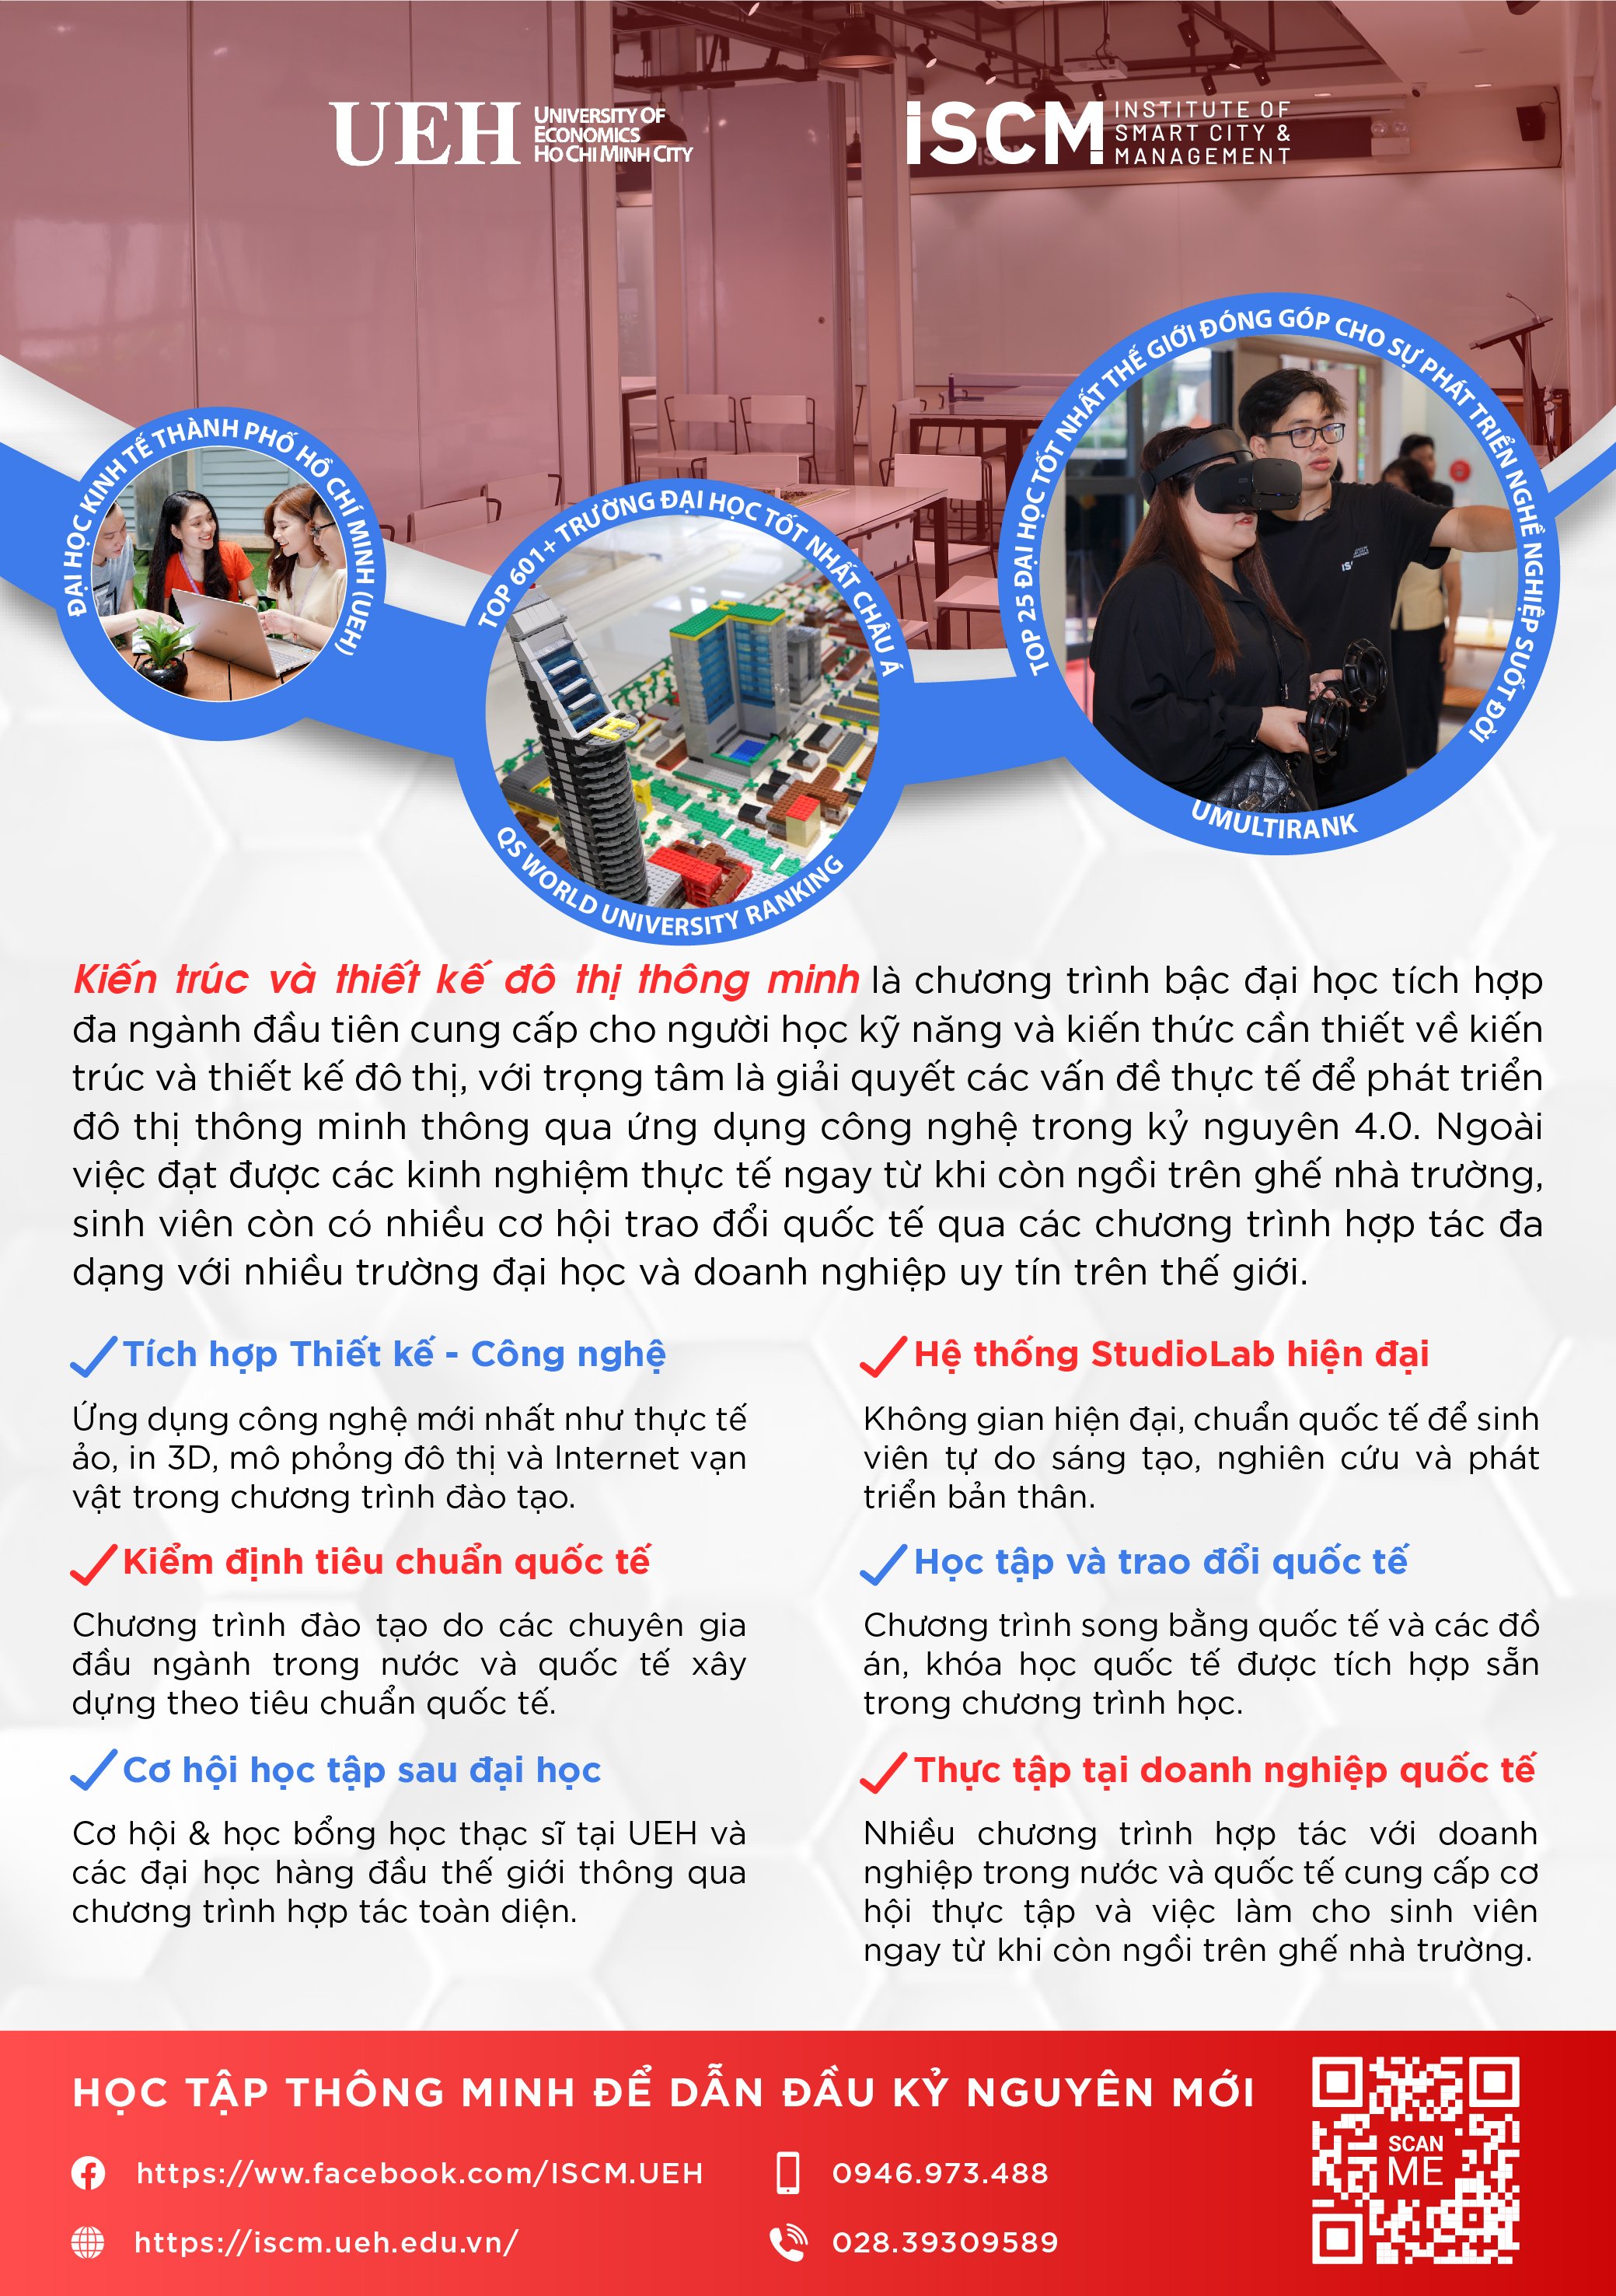 UEH UNIVERSITY OF
ECONOMICS
HO CHI MINH CITY
ISCM INSTITUTE OF
SMART CITY &
MANAGEMENT
ĐẠI HỌC KINH TẾ THÀNH PHỐ HỒ CHÍ MINH (UEH)
TOP 601+ TRƯỜNG ĐẠI HỌC TỐT NHẤT CHÂU Á
QS WORLD UNIVERSITY RANKING
TOP 25 ĐẠI HỌC TỐT NHẤT THẾ GIỚI ĐÓNG GÓP CHO SỰ PHÁT TRIỂN NGHỀ NGHIỆP SUỐT ĐỜI
UMULTIRANK
Kiến trúc và thiết kế đô thị thông minh là chương trình bậc đại học tích hợp
đa ngành đầu tiên cung cấp cho người học kỹ năng và kiến thức cần thiết về kiến
trúc và thiết kế đô thị, với trọng tâm là giải quyết các vấn đề thực tế để phát triển
đô thị thông minh thông qua ứng dụng công nghệ trong kỷ nguyên 4.0. Ngoài
việc đạt được các kinh nghiệm thực tế ngay từ khi còn ngồi trên ghế nhà trường,
sinh viên còn có nhiều cơ hội trao đổi quốc tế qua các chương trình hợp tác đa
dạng với nhiều trường đại học và doanh nghiệp uy tín trên thế giới.
Tích hợp Thiết kế - Công nghệ
Ứng dụng công nghệ mới nhất như thực tế
ảo, in 3D, mô phỏng đô thị và Internet vạn
vật trong chương trình đào tạo.
Hệ thống StudioLab hiện đại
Không gian hiện đại, chuẩn quốc tế để sinh
viên tự do sáng tạo, nghiên cứu và phát
triển bản thân.
Kiểm định tiêu chuẩn quốc tế
Chương trình đào tạo do các chuyên gia
đầu ngành trong nước và quốc tế xây
dựng theo tiêu chuẩn quốc tế.
Học tập và trao đổi quốc tế
Chương trình song bằng quốc tế và các đồ
án, khóa học quốc tế được tích hợp sẵn
trong chương trình học.
Cơ hội học tập sau đại học
Cơ hội & học bổng học thạc sĩ tại UEH và
các đại học hàng đầu thế giới thông qua
chương trình hợp tác toàn diện.
Thực tập tại doanh nghiệp quốc tế
Nhiều chương trình hợp tác với doanh
nghiệp trong nước và quốc tế cung cấp cơ
hội thực tập và việc làm cho sinh viên
ngay từ khi còn ngồi trên ghế nhà trường.
HỌC TẬP THÔNG MINH ĐỂ DẪN ĐẦU KỶ NGUYÊN MỚI
https://ww.facebook.com/ISCM.UEH
0946.973.488
https://iscm.ueh.edu.vn/
028.39309589
SCAN
ME